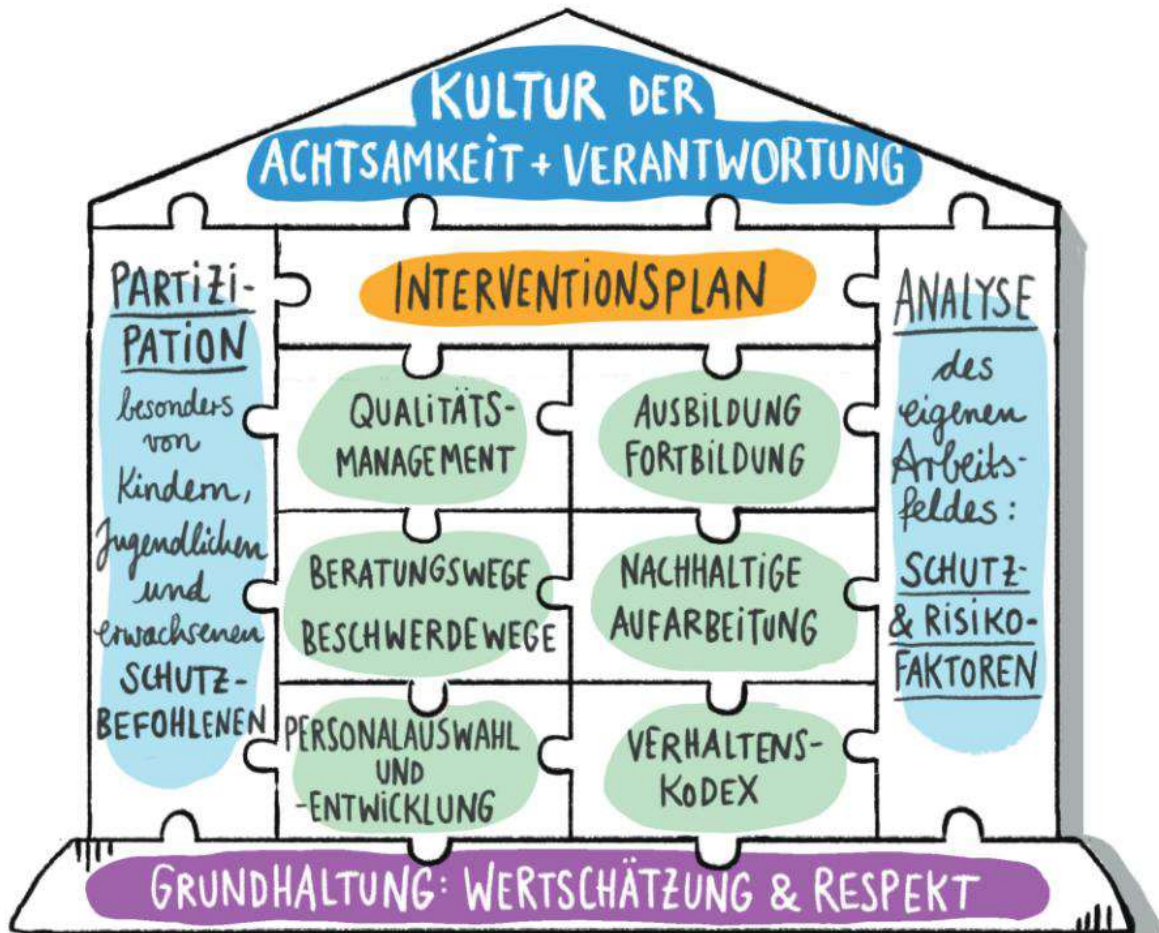 KULTUR DER
ACHTSAMKEIT + VERANTWORTUNG
PARTIZI-
PATION
besonders
von
Kindern,
Jugendlichen
und
erwachsenen
SCHUTZ-
BEFOHLENEN
INTERVENTIONSPLAN
QUALITÄTS-
MANAGEMENT
AUSBILDUNG
FORTBILDUNG
BERATUNGSWEGE
BESCHWERDEWEGE
NACHHALTIGE
AUFARBEITUNG
PERSONALAUSWAHL
UND
-ENTWICKLUNG
VERHALTENS-
KODEX
ANALYSE
des
eigenen
Arbeits-
feldes:
SCHUTZ-
& RISIKO-
FAKTOREN
GRUNDHALTUNG: WERTSCHÄTZUNG & RESPEKT